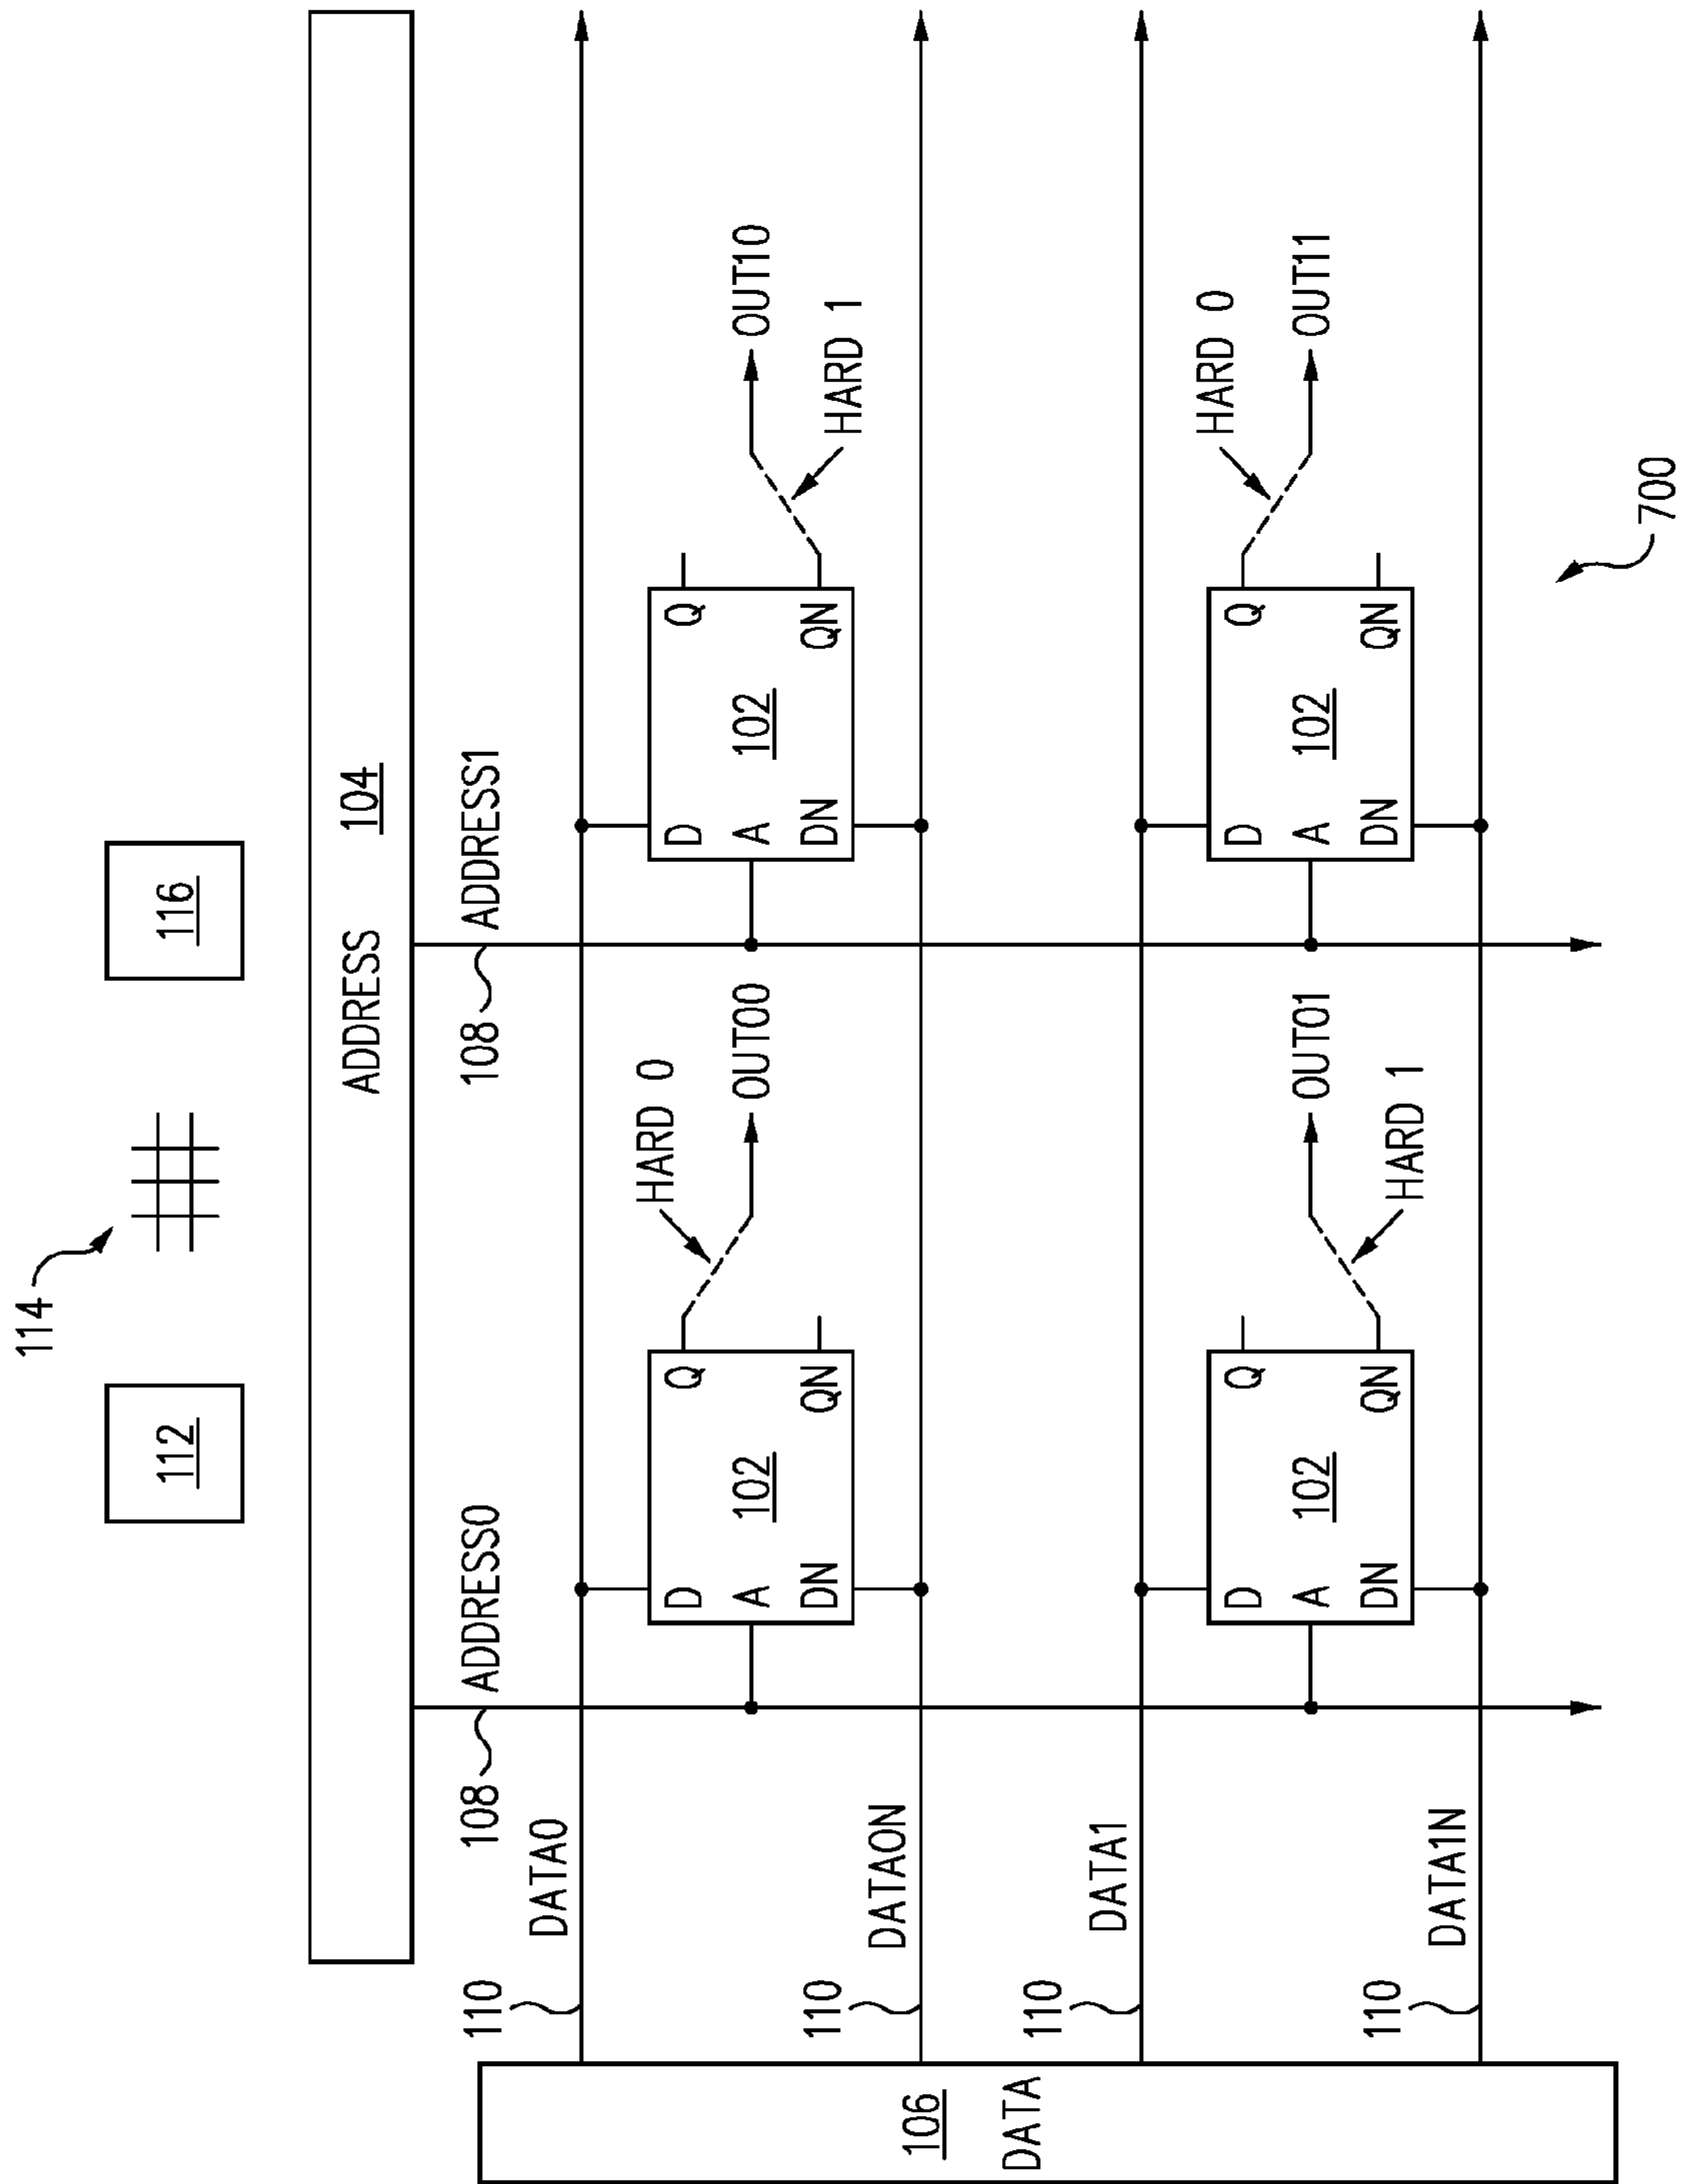 114
112
116
ADDRESS 104
108
ADDRESS0
108
ADDRESS1
110
DATA0
HARD 0
D
Q
A
102
OUT00
DN
QN
D
Q
A
102
OUT10
DN
QN
HARD 1
110
DATA0N
110
DATA1
HARD 0
D
Q
A
102
OUT01
DN
QN
HARD 1
D
Q
A
102
OUT11
DN
QN
110
DATA1N
106
DATA
700